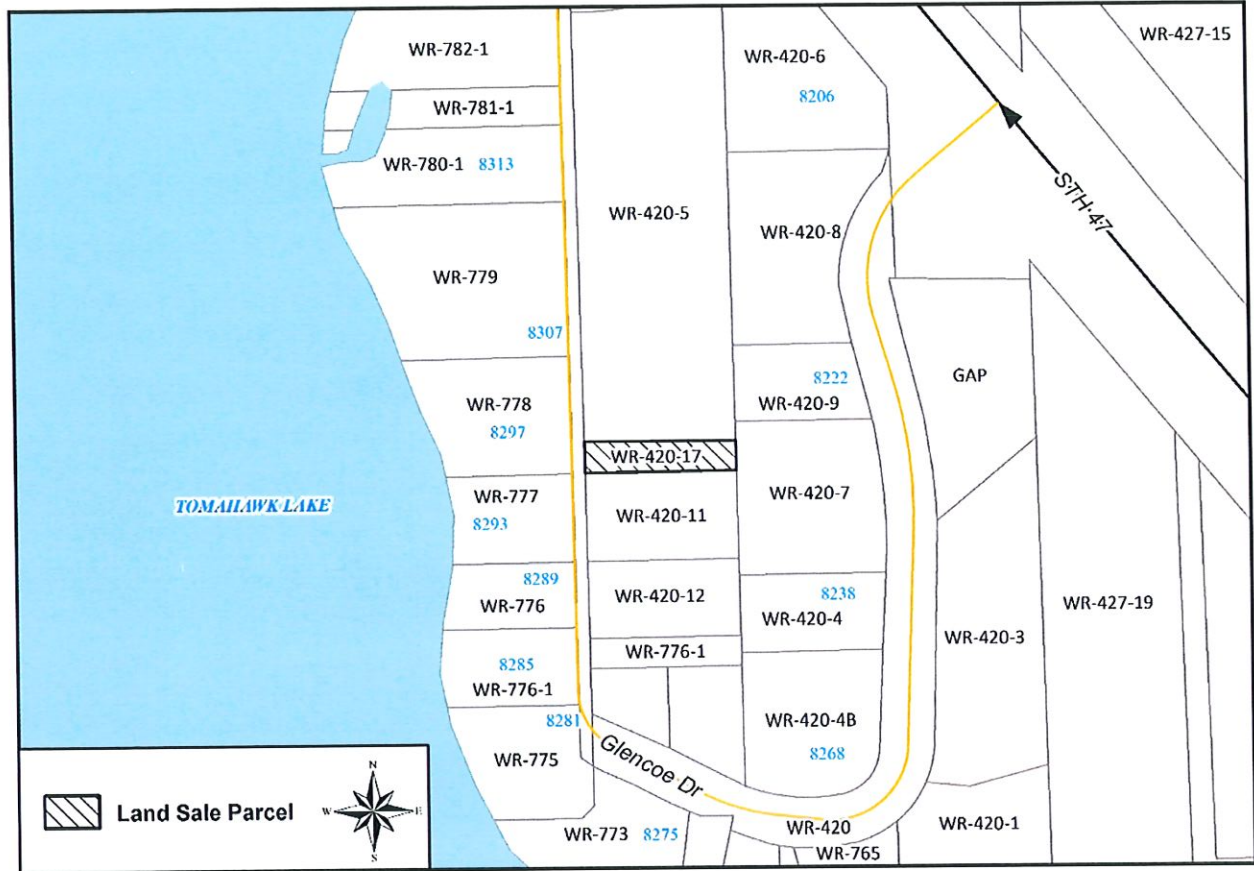 WR-782-1
WR-420-6
WR-427-15
8206
WR-781-1
WR-780-1 8313
STH 47
WR-420-5
WR-420-8
WR-779
8307
GAP
8222
WR-778
WR-420-9
8297
WR-420-17
WR-777
WR-420-7
TOMAHAWK LAKE
8293
WR-420-11
8289
8238
WR-776
WR-420-12
WR-427-19
WR-420-4
WR-420-3
WR-776-1
8285
WR-776-1
8281
WR-420-4B
8268
WR-775
Glencoe Dr
N
W E
S
Land Sale Parcel
WR-773 8275
WR-420
WR-420-1
WR-765